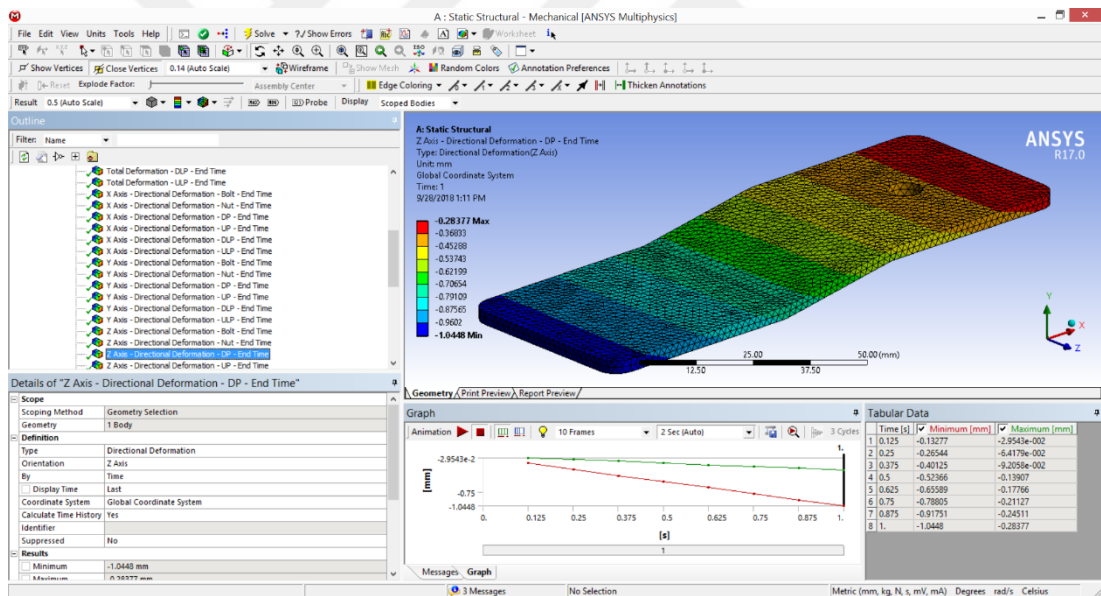 A : Static Structural - Mechanical [ANSYS Multiphysics]
File Edit View Units Tools Help Solve ?/ Show Errors Worksheet
Show Vertices Close Vertices 0.14 (Auto Scale) Wireframe Show Mesh Random Colors Annotation Preferences
Reset Explode Factor: Assembly Center Edge Coloring Thicken Annotations
Result 0.5 (Auto Scale) Probe Display Scoped Bodies
Outline
Filter: Name
Total Deformation - DLP - End Time
Total Deformation - ULP - End Time
X Axis - Directional Deformation - Bolt - End Time
X Axis - Directional Deformation - Nut - End Time
X Axis - Directional Deformation - DP - End Time
X Axis - Directional Deformation - UP - End Time
X Axis - Directional Deformation - DLP - End Time
X Axis - Directional Deformation - ULP - End Time
Y Axis - Directional Deformation - Bolt - End Time
Y Axis - Directional Deformation - Nut - End Time
Y Axis - Directional Deformation - DP - End Time
Y Axis - Directional Deformation - UP - End Time
Y Axis - Directional Deformation - DLP - End Time
Y Axis - Directional Deformation - ULP - End Time
Z Axis - Directional Deformation - Bolt - End Time
Z Axis - Directional Deformation - Nut - End Time
Z Axis - Directional Deformation - DP - End Time
Z Axis - Directional Deformation - UP - End Time
Details of "Z Axis - Directional Deformation - DP - End Time"
Scope
Scoping Method Geometry Selection
Geometry 1 Body
Definition
Type Directional Deformation
Orientation Z Axis
By Time
Display Time Last
Coordinate System Global Coordinate System
Calculate Time History Yes
Identifier
Suppressed No
Results
Minimum -1.0448 mm
Maximum -0.28377 mm
A: Static Structural
Z Axis - Directional Deformation - DP - End Time
Type: Directional Deformation(Z Axis)
Unit: mm
Global Coordinate System
Time: 1
9/28/2018 1:11 PM
-0.28377 Max
-0.36833
-0.45288
-0.53743
-0.62199
-0.70654
-0.79109
-0.87565
-0.9602
-1.0448 Min
ANSYS
R17.0
Y
X
Z
25.00 50.00 (mm)
12.50 37.50
Geometry Print Preview Report Preview
Graph
Animation 10 Frames 2 Sec (Auto) 3 Cycles
1.
-2.9543e-2
-0.75
-1.0448
[mm]
0. 0.125 0.25 0.375 0.5 0.625 0.75 0.875 1.
[s]
1
Messages Graph
Tabular Data
Time [s] Minimum [mm] Maximum [mm]
1 0.125 -0.13277 -2.9543e-002
2 0.25 -0.26544 -6.4179e-002
3 0.375 -0.40125 -9.2058e-002
4 0.5 -0.52366 -0.13907
5 0.625 -0.65589 -0.17766
6 0.75 -0.78805 -0.21127
7 0.875 -0.91751 -0.24511
8 1. -1.0448 -0.28377
3 Messages No Selection Metric (mm, kg, N, s, mV, mA) Degrees rad/s Celsius